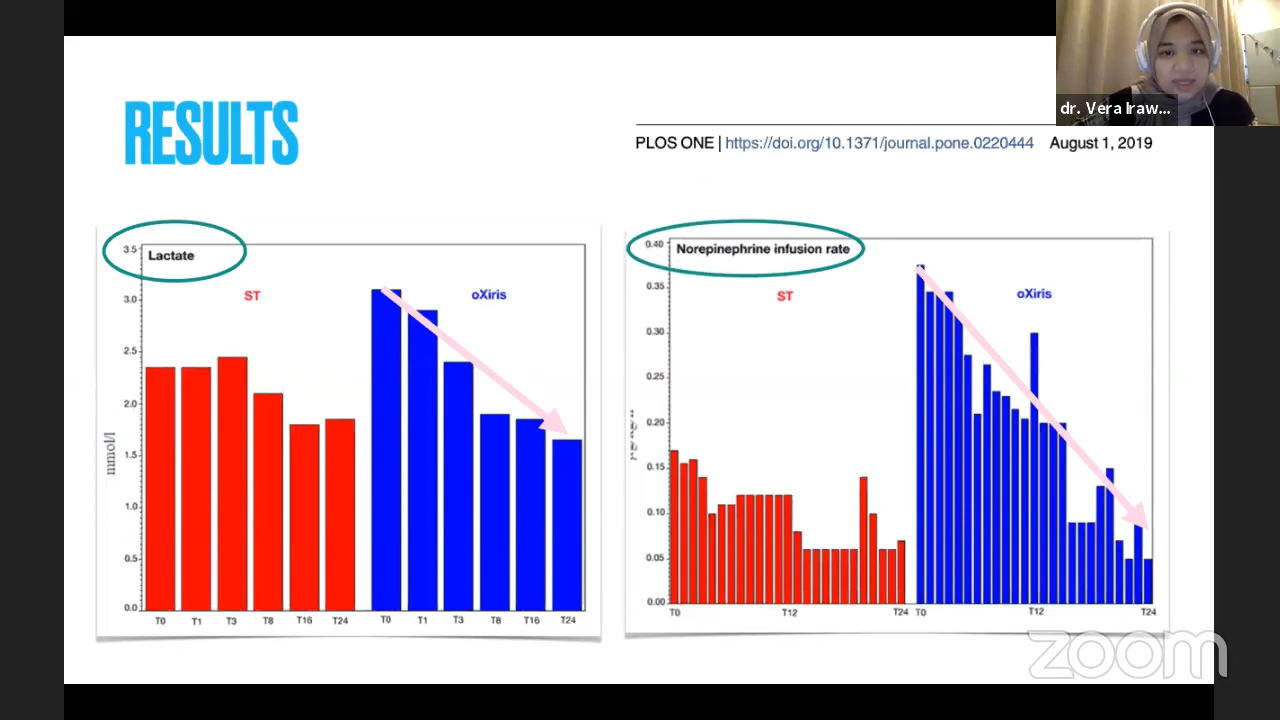 dr. Vera Iraw...
RESULTS
PLOS ONE | https://doi.org/10.1371/journal.pone.0220444 August 1, 2019
Lactate
ST
oXiris
3.5
3.0
2.5
2.0
1.5
1.0
0.5
0.0
mmol/l
T0 T1 T3 T8 T16 T24 T0 T1 T3 T8 T16 T24
Norepinephrine infusion rate
ST
oXiris
0.40
0.35
0.30
0.25
0.20
0.15
0.10
0.05
0.00
T0 T12 T24 T0 T12 T24
zoom